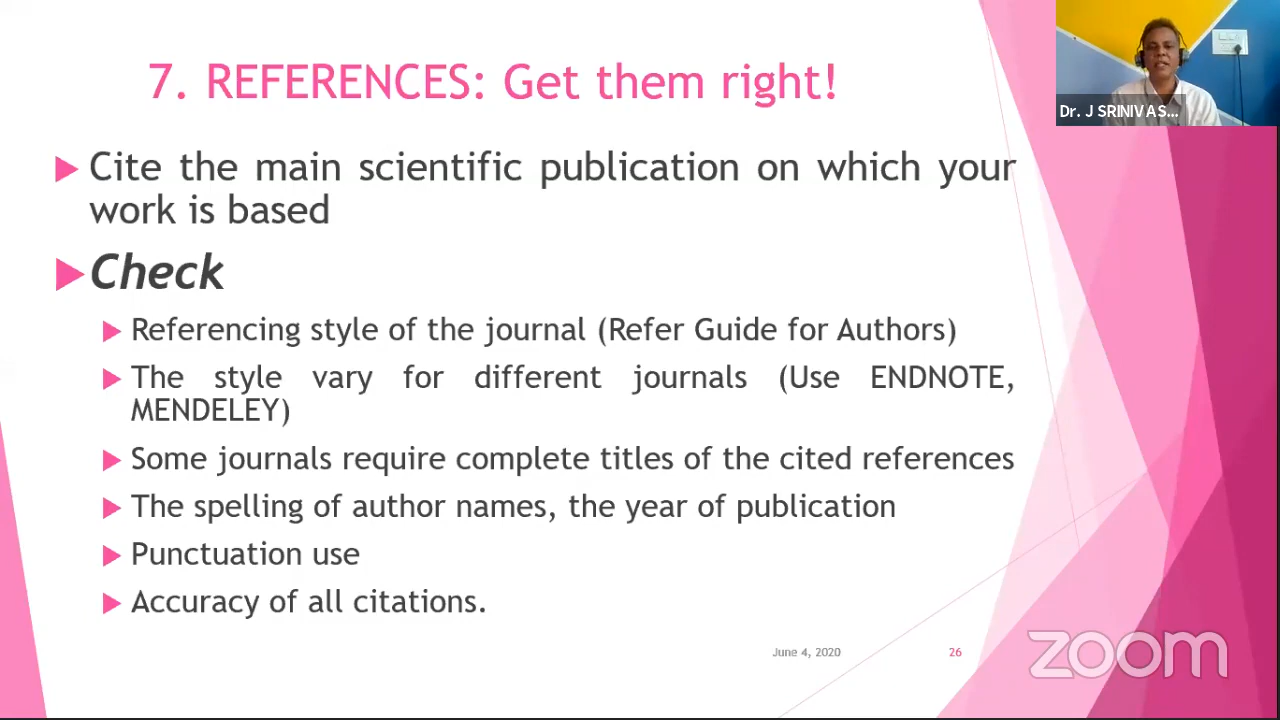 7. REFERENCES: Get them right!
Dr. J SRINIVAS...
Cite the main scientific publication on which your
work is based
Check
Referencing style of the journal (Refer Guide for Authors)
The style vary for different journals (Use ENDNOTE,
MENDELEY)
Some journals require complete titles of the cited references
The spelling of author names, the year of publication
Punctuation use
Accuracy of all citations.
June 4, 2020
26
zoom